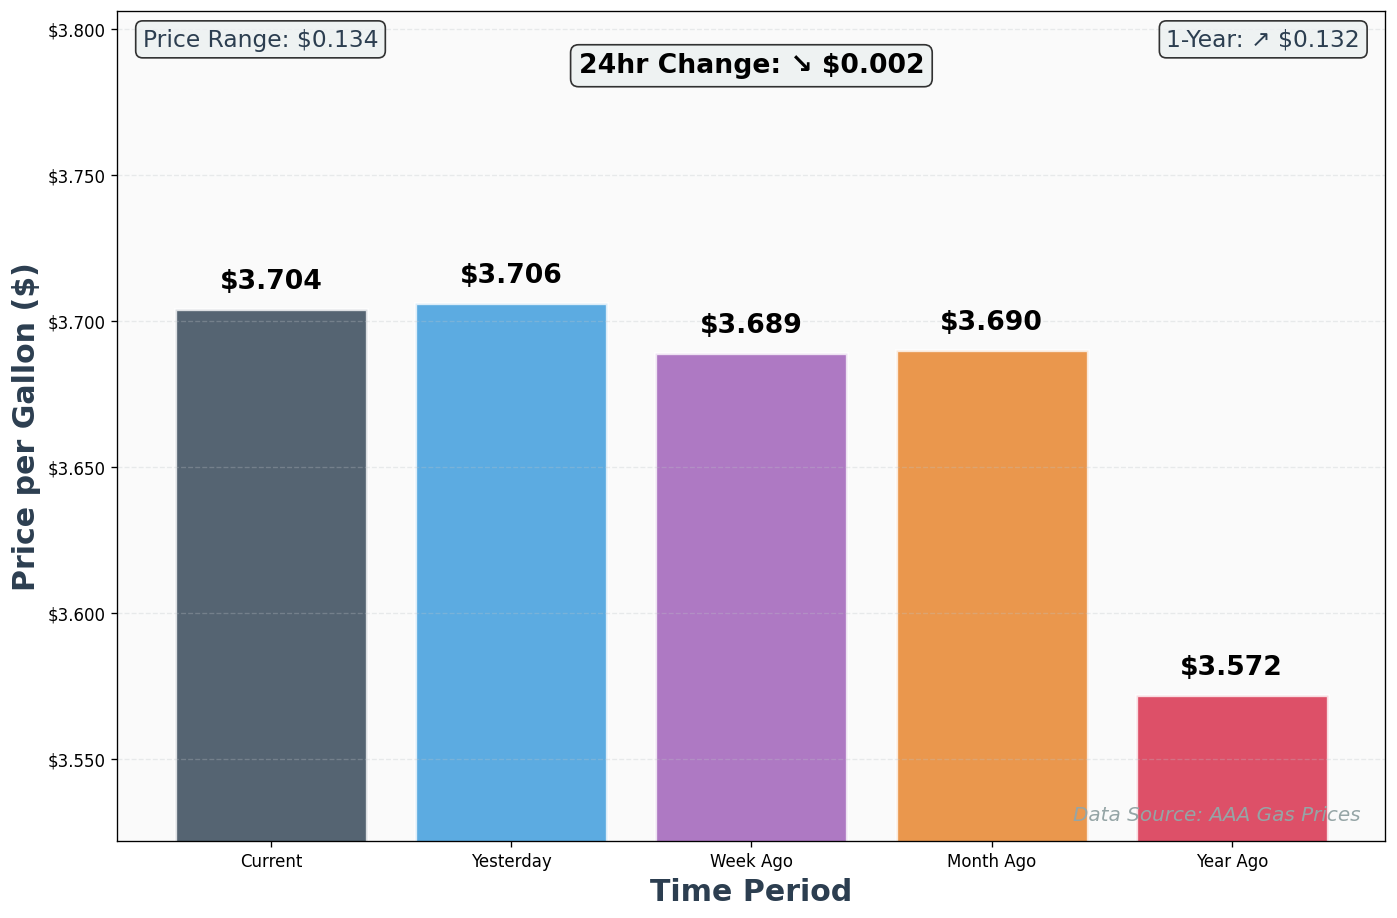 Price Range: $0.134
24hr Change: ↘ $0.002
1-Year: ↗ $0.132
Price per Gallon ($)
$3.800
$3.750
$3.700
$3.650
$3.600
$3.550
$3.704
$3.706
$3.689
$3.690
$3.572
Data Source: AAA Gas Prices
Current
Yesterday
Week Ago
Month Ago
Year Ago
Time Period